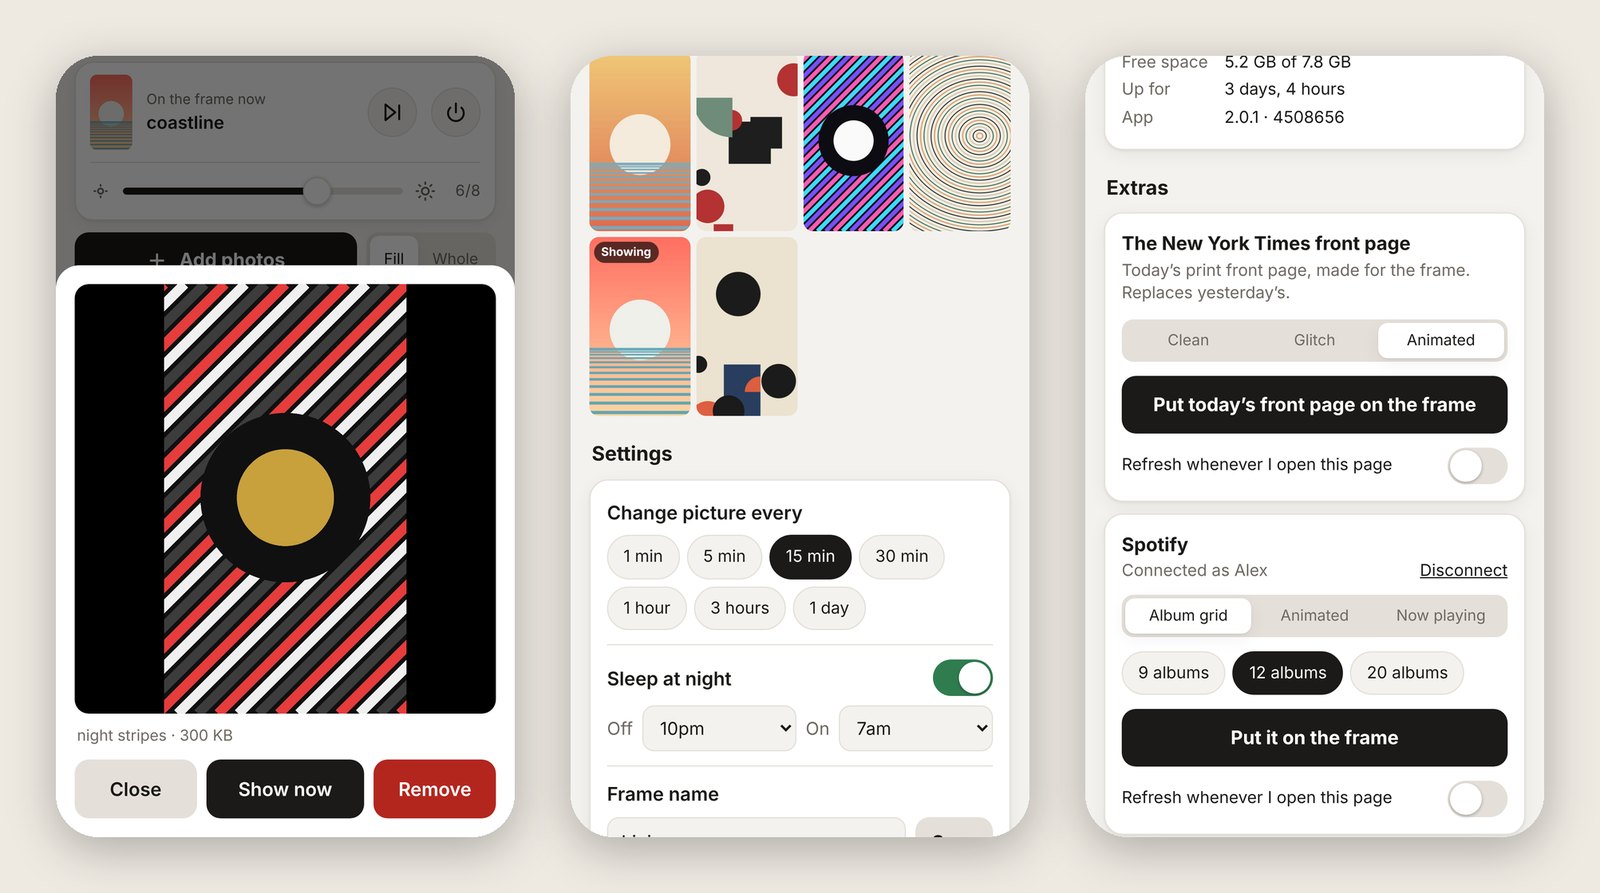 On the frame now
coastline
6/8
+ Add photos
Fill
Whole
night stripes · 300 KB
Close
Show now
Remove
Showing
Settings
Change picture every
1 min
5 min
15 min
30 min
1 hour
3 hours
1 day
Sleep at night
Off
10pm
On
7am
Frame name
Free space 5.2 GB of 7.8 GB
Up for 3 days, 4 hours
App 2.0.1 · 4508656
Extras
The New York Times front page
Today’s print front page, made for the frame.
Replaces yesterday’s.
Clean
Glitch
Animated
Put today’s front page on the frame
Refresh whenever I open this page
Spotify
Connected as Alex
Disconnect
Album grid
Animated
Now playing
9 albums
12 albums
20 albums
Put it on the frame
Refresh whenever I open this page